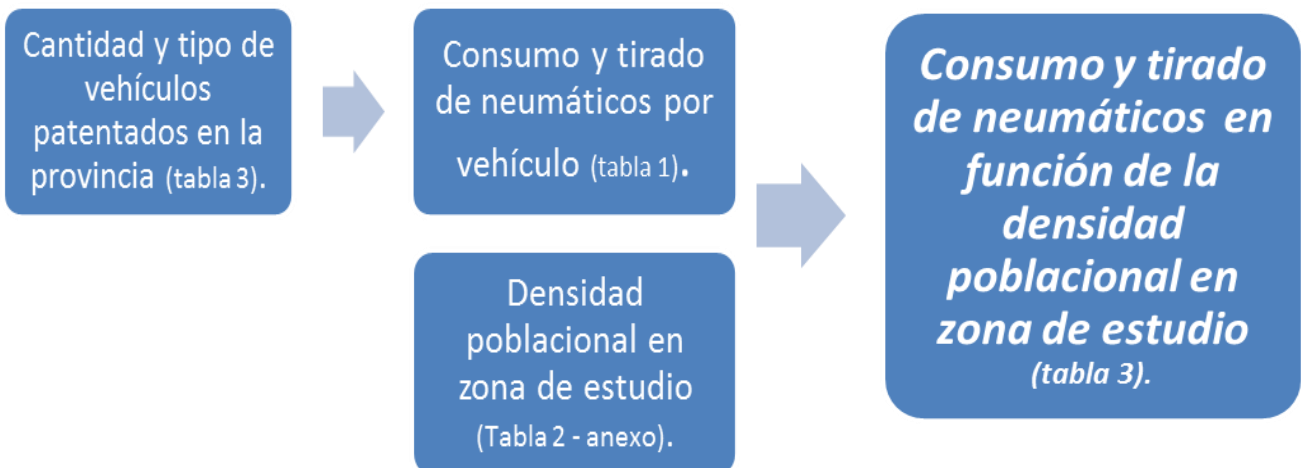 Cantidad y tipo de
vehículos
patentados en la
provincia (tabla 3).
Consumo y tirado
de neumáticos por
vehículo (tabla 1).
Densidad
poblacional en
zona de estudio
(Tabla 2 - anexo).
Consumo y tirado
de neumáticos en
función de la
densidad
poblacional en
zona de estudio
(tabla 3).